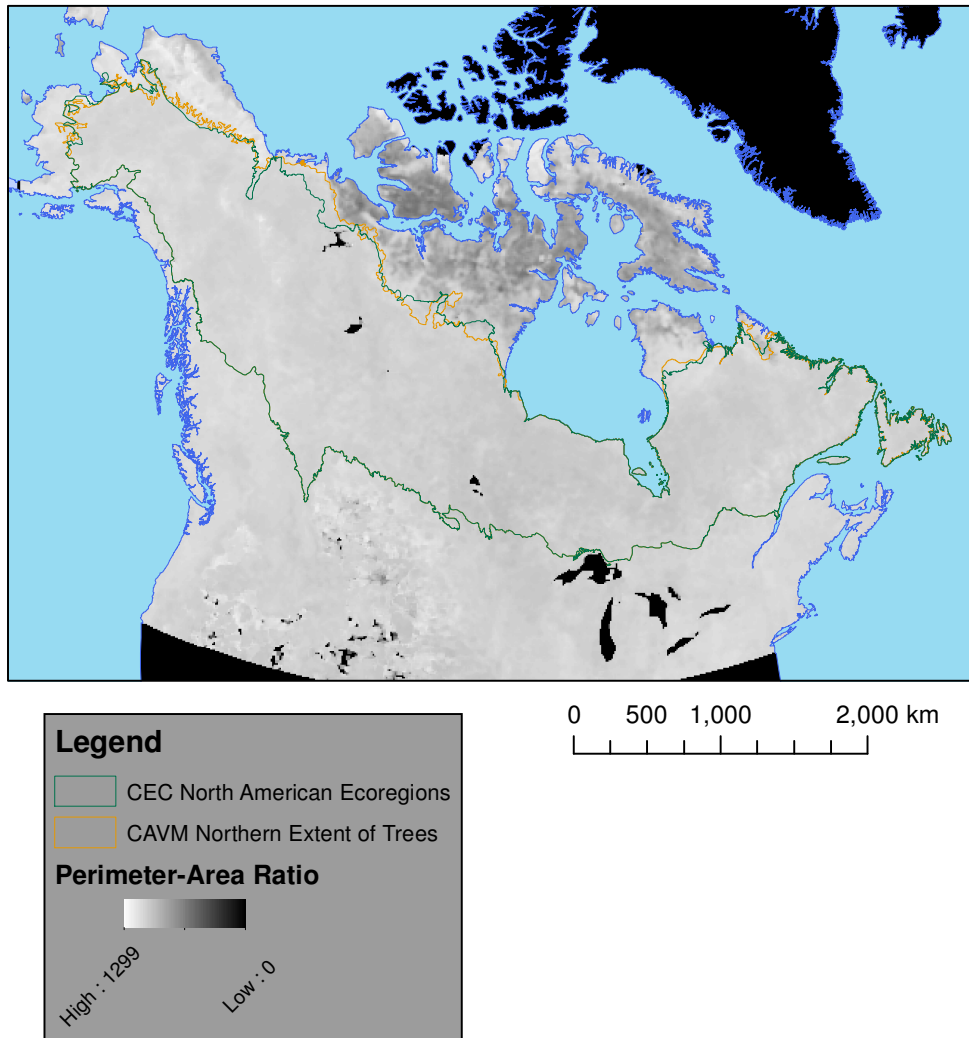 0 500 1,000 2,000 km
Legend
CEC North American Ecoregions
CAVM Northern Extent of Trees
Perimeter-Area Ratio
High : 1299
Low : 0